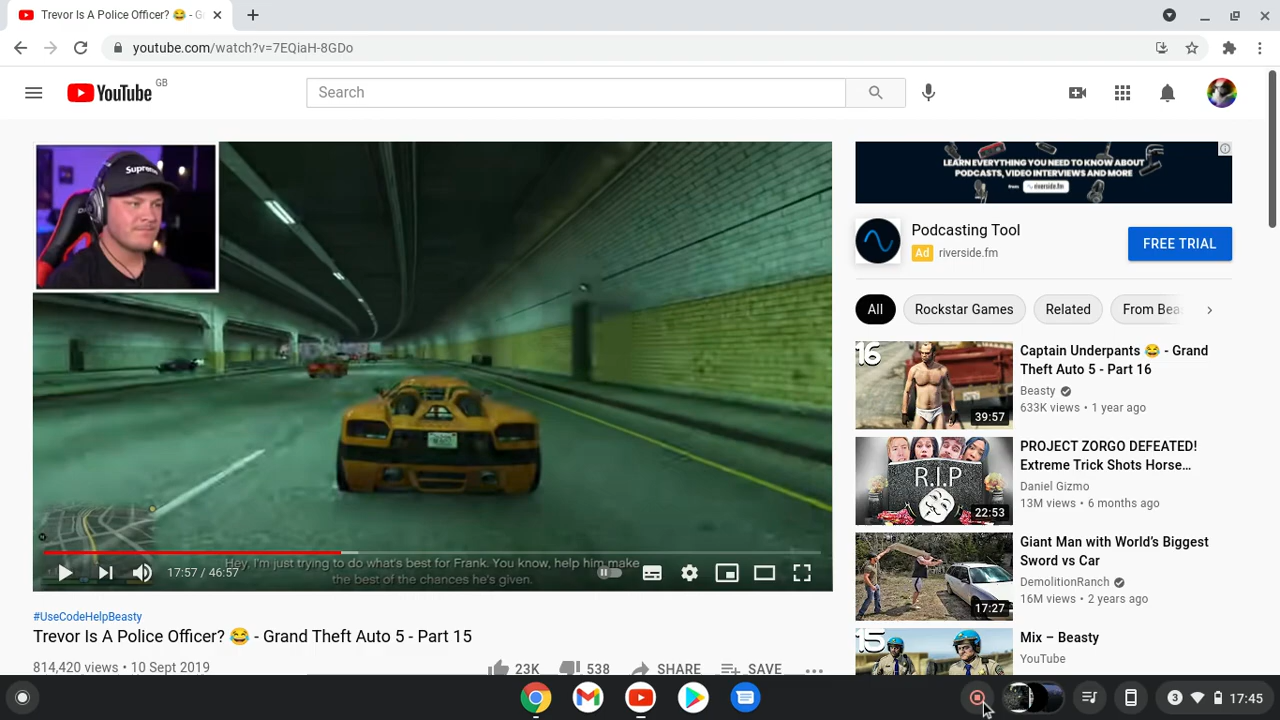 Trevor Is A Police Officer? 😂 - G
youtube.com/watch?v=7EQiaH-8GDo
YouTube GB
Search
Supreme
LEARN EVERYTHING YOU NEED TO KNOW ABOUT
PODCASTS, VIDEO INTERVIEWS AND MORE
from riverside.fm
Podcasting Tool
Ad riverside.fm
FREE TRIAL
All
Rockstar Games
Related
From Bea
16
Captain Underpants 😂 - Grand
Theft Auto 5 - Part 16
Beasty
633K views • 1 year ago
39:57
PROJECT ZORGO DEFEATED!
Extreme Trick Shots Horse...
Daniel Gizmo
13M views • 6 months ago
R.I.P
22:53
Giant Man with World's Biggest
Sword vs Car
DemolitionRanch
16M views • 2 years ago
17:27
15
Mix – Beasty
YouTube
Hey, I'm just trying to do what's best for Frank. You know, help him make
the best of the chances he's given.
17:57 / 46:57
#UseCodeHelpBeasty
Trevor Is A Police Officer? 😂 - Grand Theft Auto 5 - Part 15
814,420 views • 10 Sept 2019
23K
538
SHARE
SAVE
3
17:45